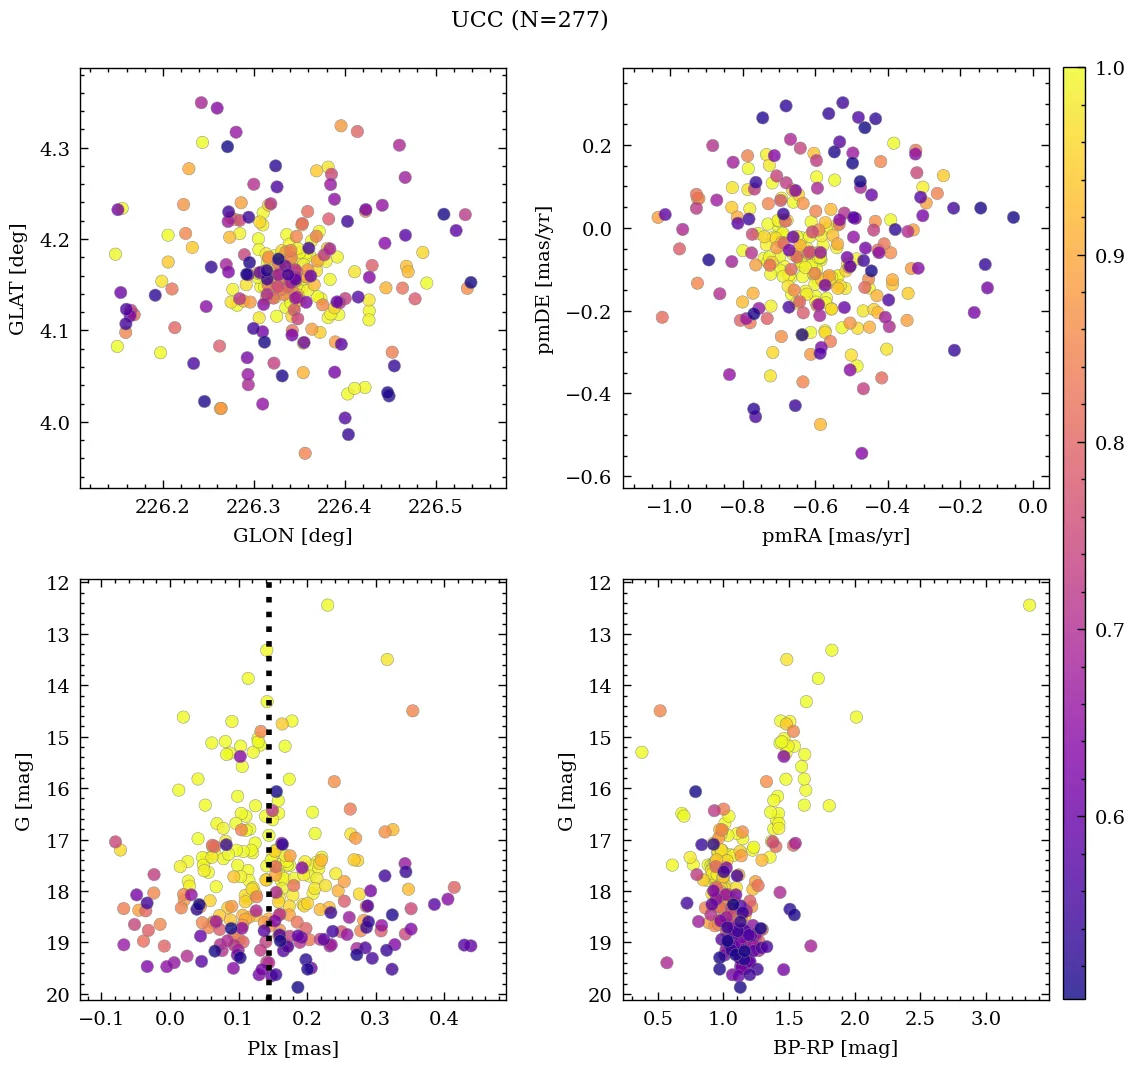 UCC (N=277)
4.3
4.2
4.1
4.0
GLAT [deg]
226.2 226.3 226.4 226.5
GLON [deg]
0.2
0.0
−0.2
−0.4
−0.6
pmDE [mas/yr]
−1.0 −0.8 −0.6 −0.4 −0.2 0.0
pmRA [mas/yr]
12
13
14
15
16
17
18
19
20
G [mag]
−0.1 0.0 0.1 0.2 0.3 0.4
Plx [mas]
12
13
14
15
16
17
18
19
20
G [mag]
0.5 1.0 1.5 2.0 2.5 3.0
BP-RP [mag]
1.0
0.9
0.8
0.7
0.6